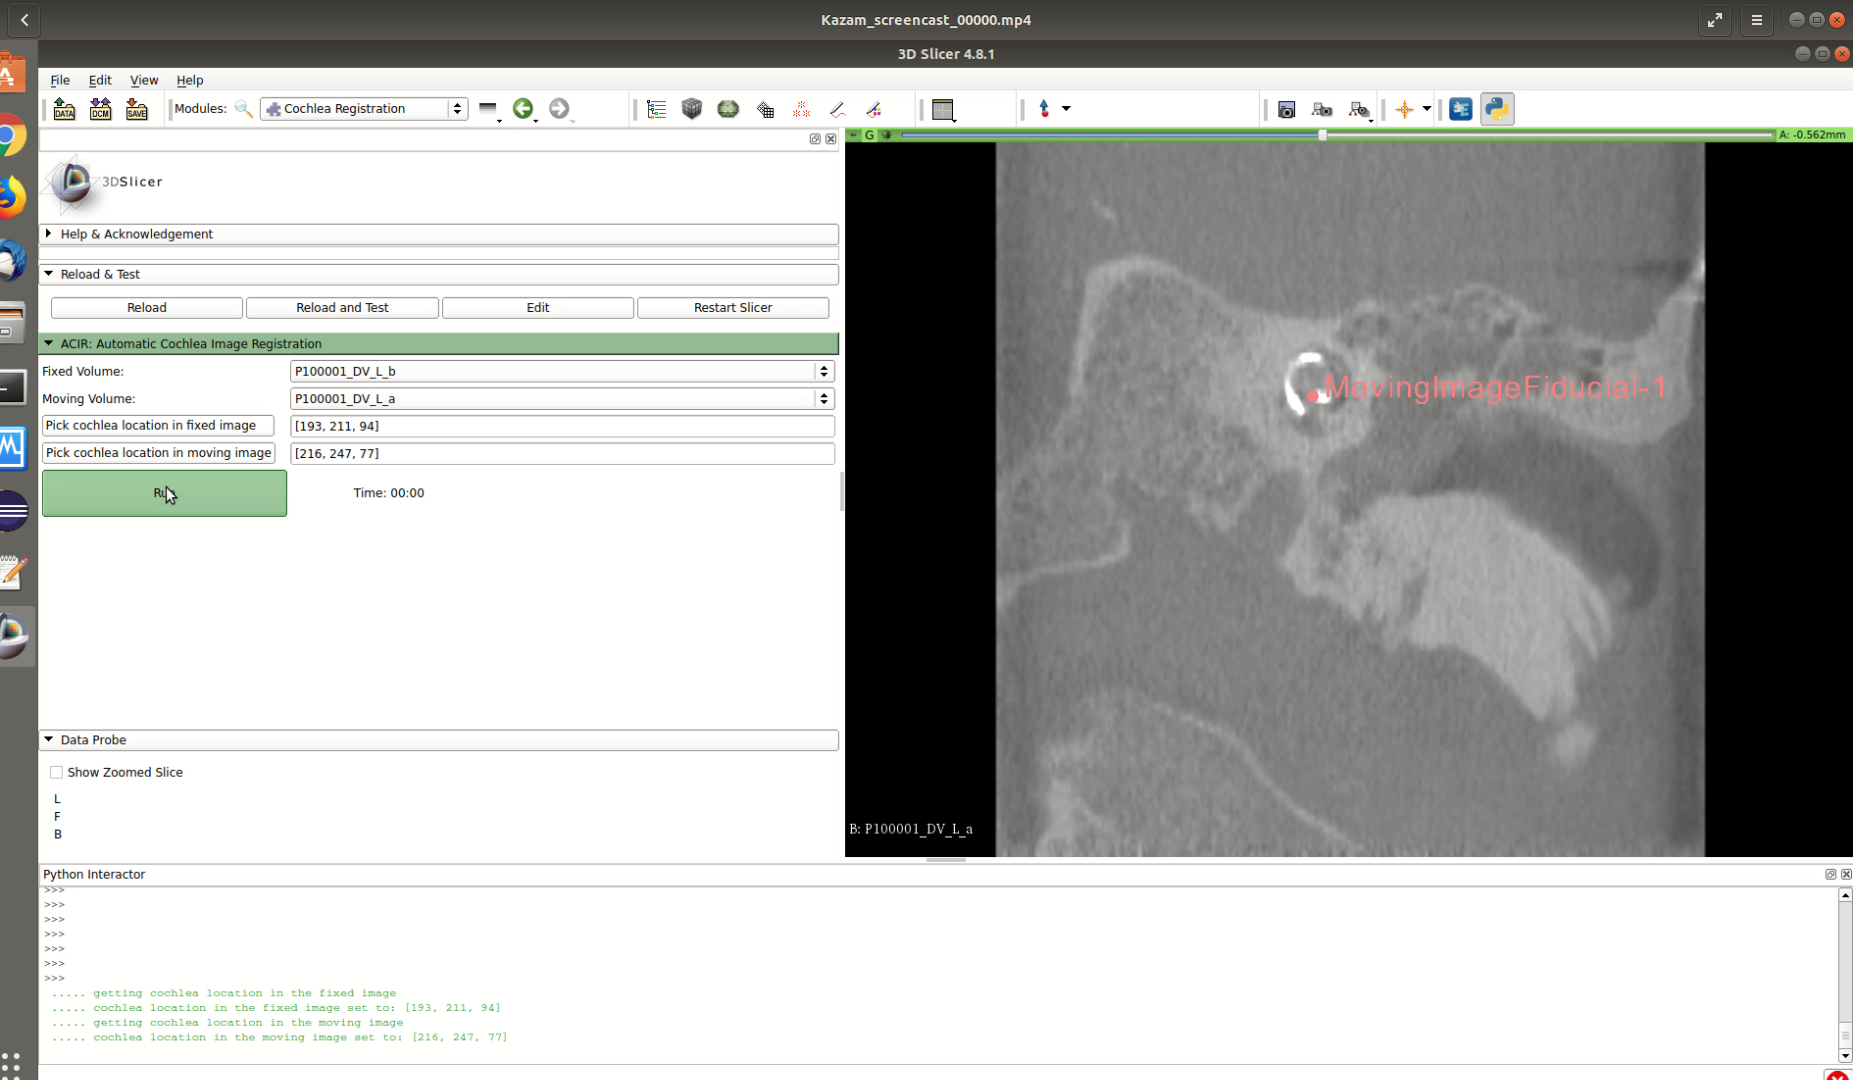 Kazam_screencast_00000.mp4
3D Slicer 4.8.1
File Edit View Help
DATA DCM SAVE Modules: Cochlea Registration
G A: -0.562mm
3DSlicer
Help & Acknowledgement
Reload & Test
Reload Reload and Test Edit Restart Slicer
ACIR: Automatic Cochlea Image Registration
Fixed Volume: P100001_DV_L_b
Moving Volume: P100001_DV_L_a
Pick cochlea location in fixed image [193, 211, 94]
Pick cochlea location in moving image [216, 247, 77]
Time: 00:00
MovingImageFiducial-1
Data Probe
Show Zoomed Slice
L
F
B
B: P100001_DV_L_a
Python Interactor
>>>
>>>
>>>
>>>
>>>
>>>
>>>
..... getting cochlea location in the fixed image
..... cochlea location in the fixed image set to: [193, 211, 94]
..... getting cochlea location in the moving image
..... cochlea location in the moving image set to: [216, 247, 77]